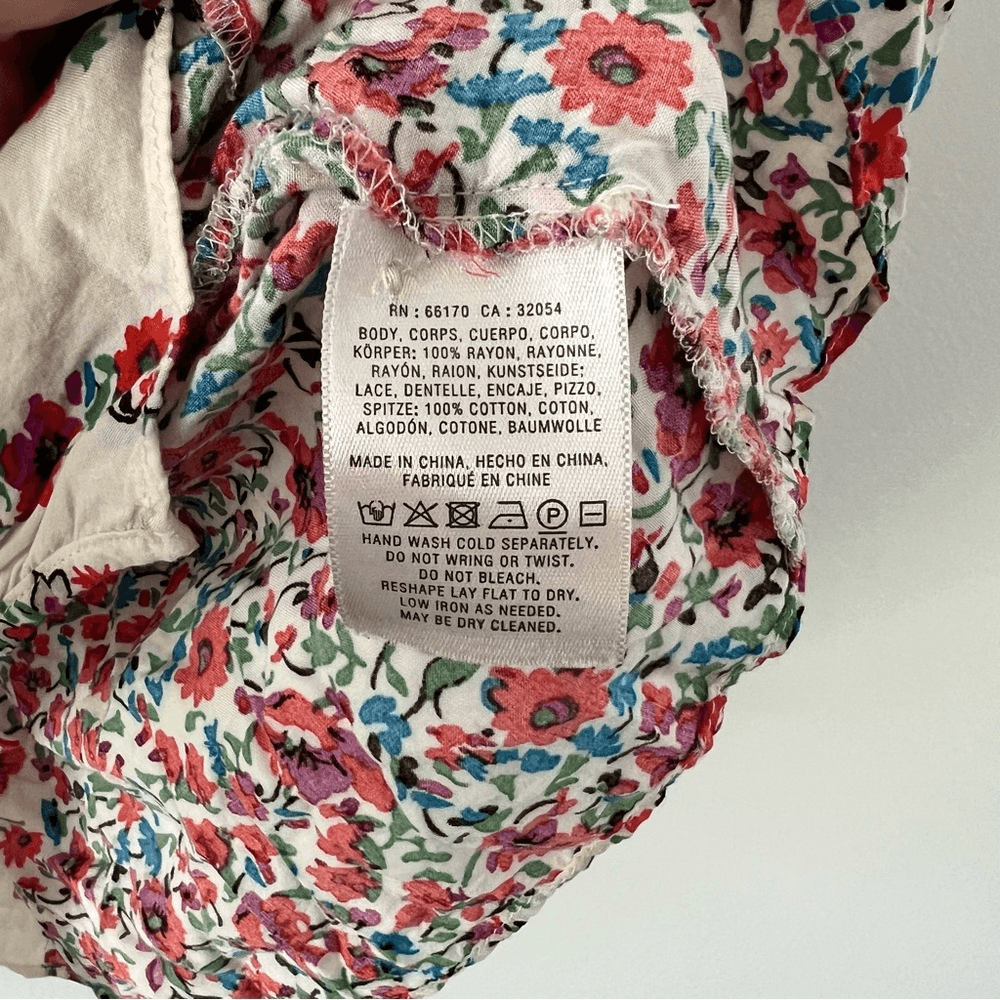 RN : 66170 CA : 32054
BODY, CORPS, CUERPO, CORPO,
KÖRPER: 100% RAYON, RAYONNE,
RAYÓN, RAION, KUNSTSEIDE;
LACE, DENTELLE, ENCAJE, PIZZO,
SPITZE: 100% COTTON, COTON,
ALGODÓN, COTONE, BAUMWOLLE
MADE IN CHINA, HECHO EN CHINA,
FABRIQUÉ EN CHINE
P
HAND WASH COLD SEPARATELY.
DO NOT WRING OR TWIST.
DO NOT BLEACH.
RESHAPE LAY FLAT TO DRY.
LOW IRON AS NEEDED.
MAY BE DRY CLEANED.